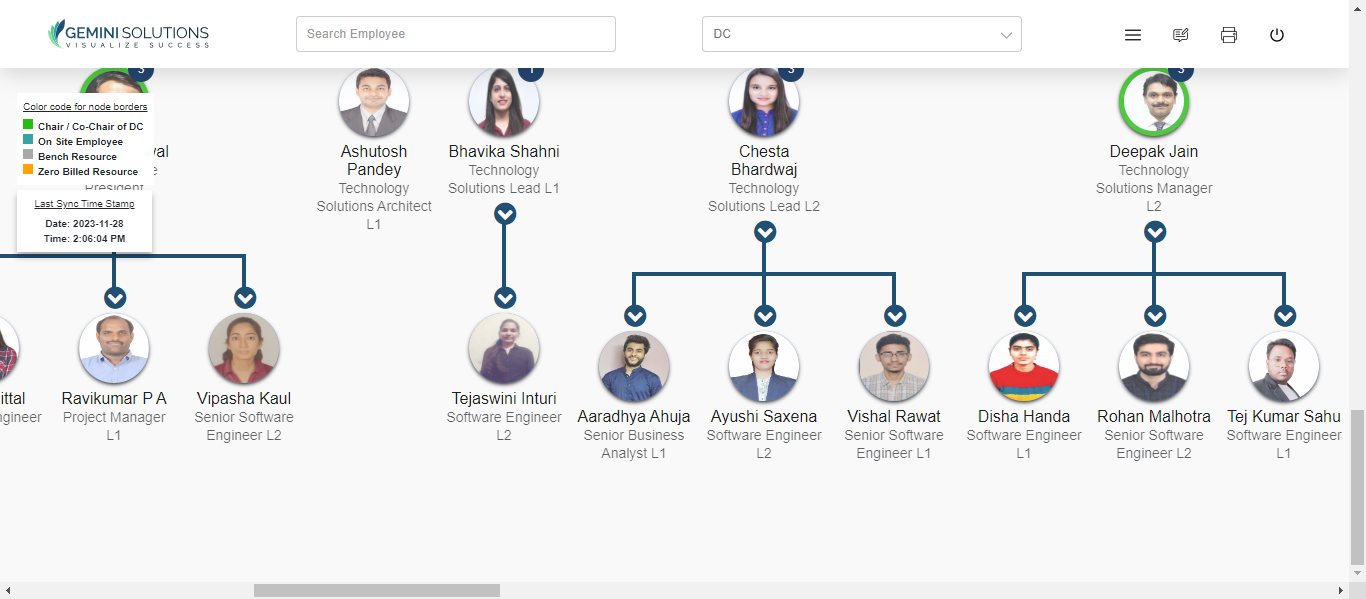 GEMINI SOLUTIONS
VISUALIZE SUCCESS
Search Employee
DC
3
1
3
3
Color code for node borders
Chair / Co-Chair of DC
On Site Employee
Bench Resource
Zero Billed Resource
President
Last Sync Time Stamp
Date: 2023-11-28
Time: 2:06:04 PM
Ashutosh
Pandey
Technology
Solutions Architect
L1
Bhavika Shahni
Technology
Solutions Lead L1
Chesta
Bhardwaj
Technology
Solutions Lead L2
Deepak Jain
Technology
Solutions Manager
L2
ittal
ngineer
Ravikumar P A
Project Manager
L1
Vipasha Kaul
Senior Software
Engineer L2
Tejaswini Inturi
Software Engineer
L2
Aaradhya Ahuja
Senior Business
Analyst L1
Ayushi Saxena
Software Engineer
L2
Vishal Rawat
Senior Software
Engineer L1
Disha Handa
Software Engineer
L1
Rohan Malhotra
Senior Software
Engineer L2
Tej Kumar Sahu
Software Engineer
L1